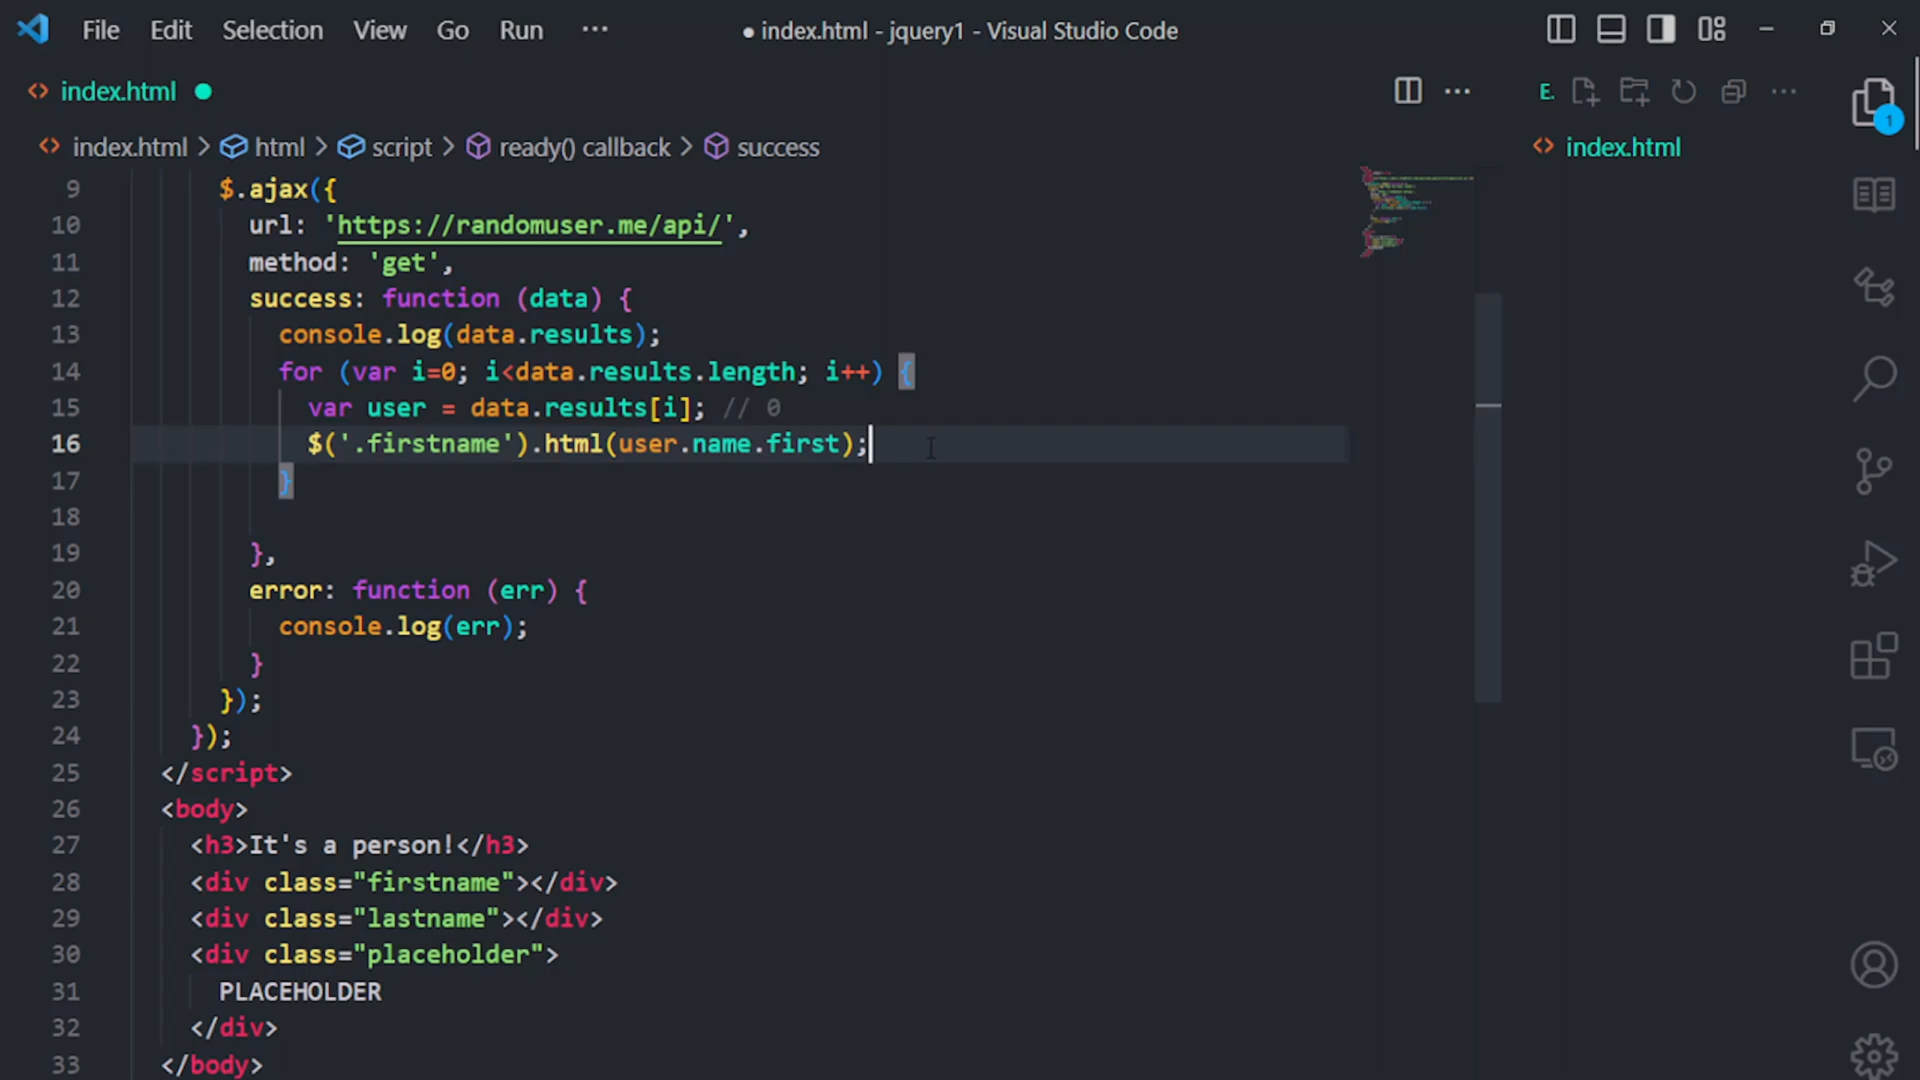 File Edit Selection View Go Run ··· ● index.html - jquery1 - Visual Studio Code
index.html
E.
index.html > html > script > ready() callback > success
index.html
1
9 $.ajax({
10 url: 'https://randomuser.me/api/',
11 method: 'get',
12 success: function (data) {
13 console.log(data.results);
14 for (var i=0; i<data.results.length; i++) {
15 var user = data.results[i]; // 0
16 $('.firstname').html(user.name.first);
17 }
18
19 },
20 error: function (err) {
21 console.log(err);
22 }
23 });
24 });
25 </script>
26 <body>
27 <h3>It's a person!</h3>
28 <div class="firstname"></div>
29 <div class="lastname"></div>
30 <div class="placeholder">
31 PLACEHOLDER
32 </div>
33 </body>